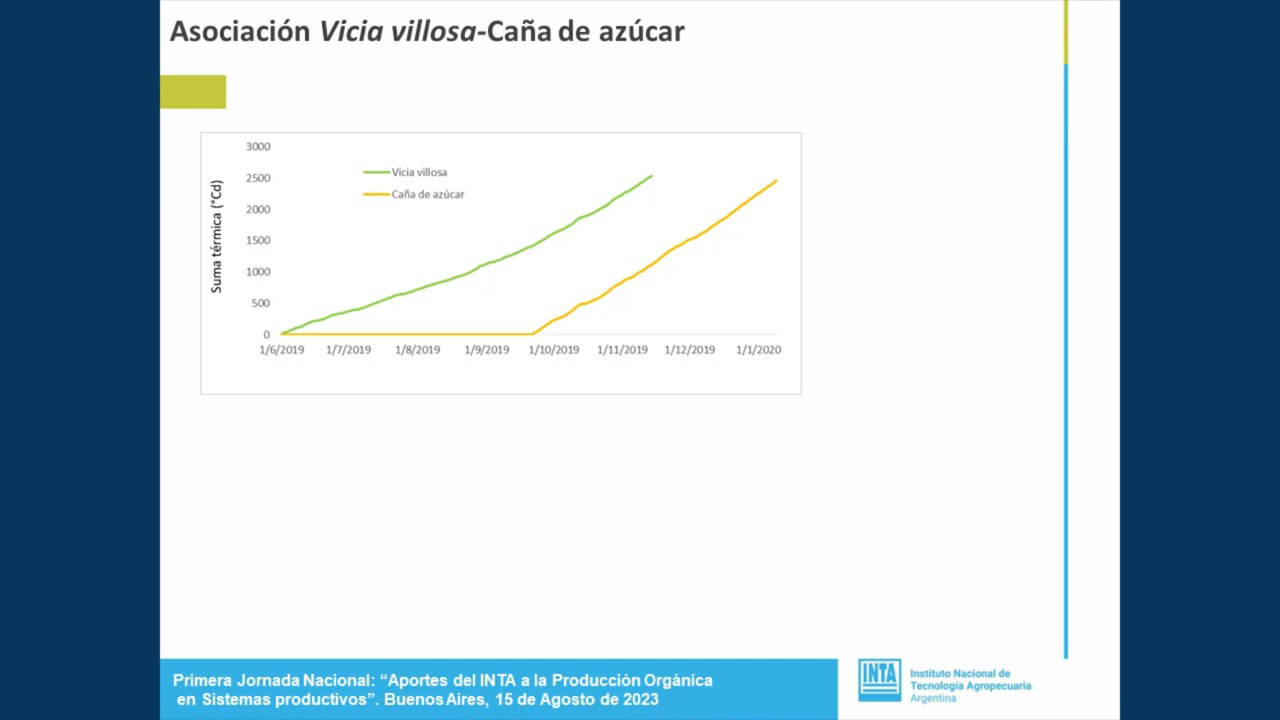 Asociación Vicia villosa-Caña de azúcar
3000
2500
2000
1500
1000
500
0
Suma térmica (°Cd)
Vicia villosa
Caña de azúcar
1/6/2019 1/7/2019 1/8/2019 1/9/2019 1/10/2019 1/11/2019 1/12/2019 1/1/2020
Primera Jornada Nacional: “Aportes del INTA a la Producción Orgánica
en Sistemas productivos”. Buenos Aires, 15 de Agosto de 2023
INTA
Instituto Nacional de
Tecnología Agropecuaria
Argentina